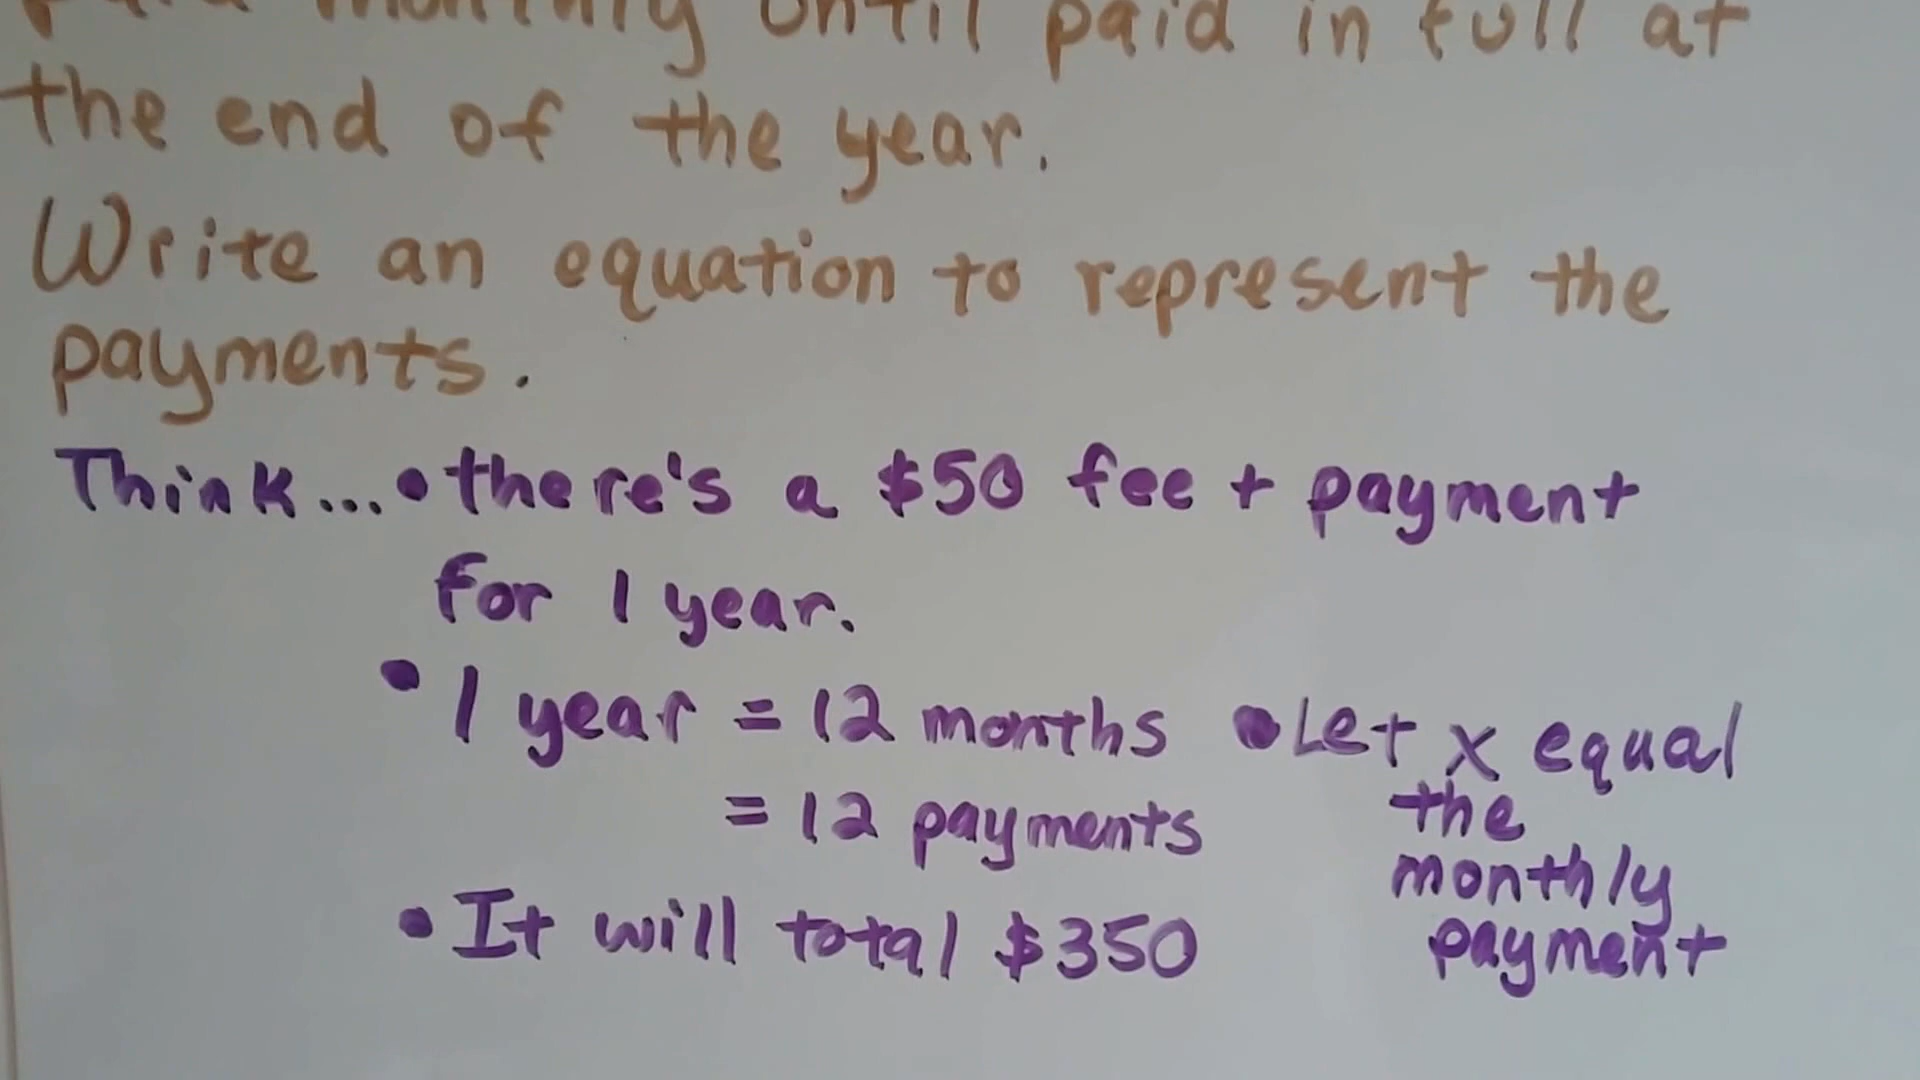 monthly until paid in full at
the end of the year.
Write an equation to represent the
payments.
Think... • there's a $50 fee + payment
for 1 year.
• 1 year = 12 months
= 12 payments
• It will total $350
• Let x equal
the
monthly
payment